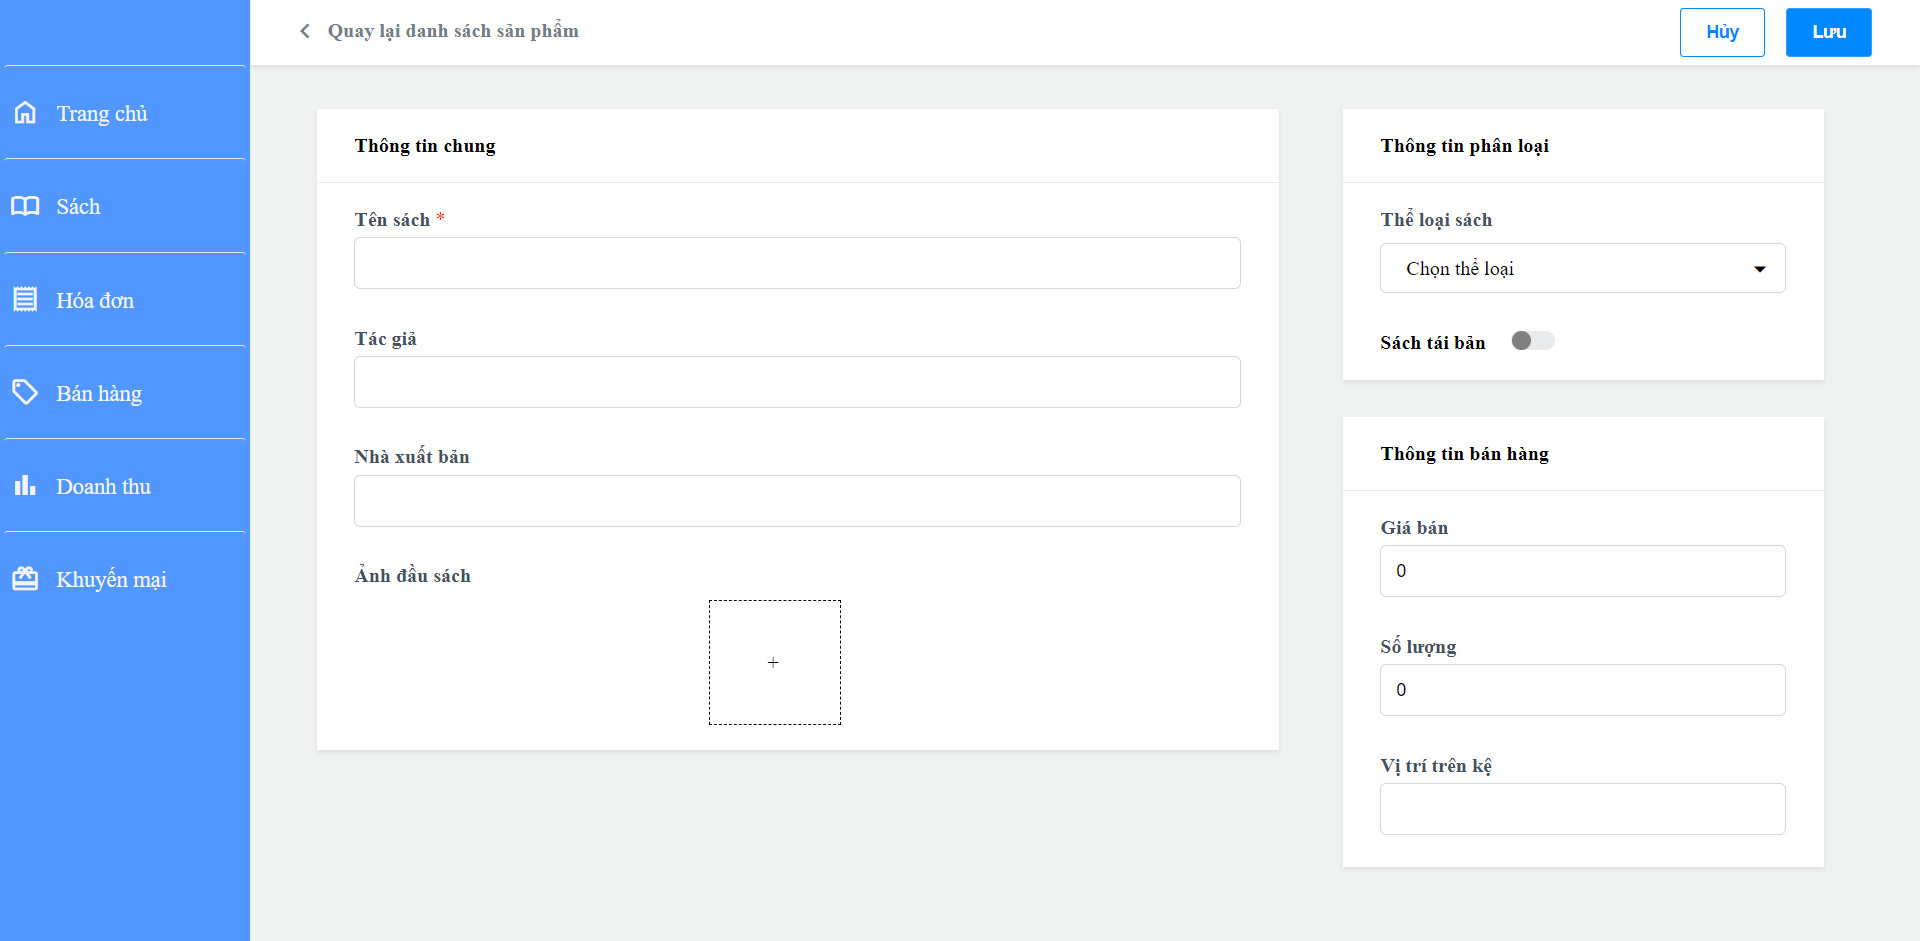 Quay lại danh sách sản phẩm
Hủy
Lưu
Trang chủ
Sách
Hóa đơn
Bán hàng
Doanh thu
Khuyến mại
Thông tin chung
Tên sách *
Tác giả
Nhà xuất bản
Ảnh đầu sách
+
Thông tin phân loại
Thể loại sách
Chọn thể loại
Sách tái bản
Thông tin bán hàng
Giá bán
0
Số lượng
0
Vị trí trên kệ